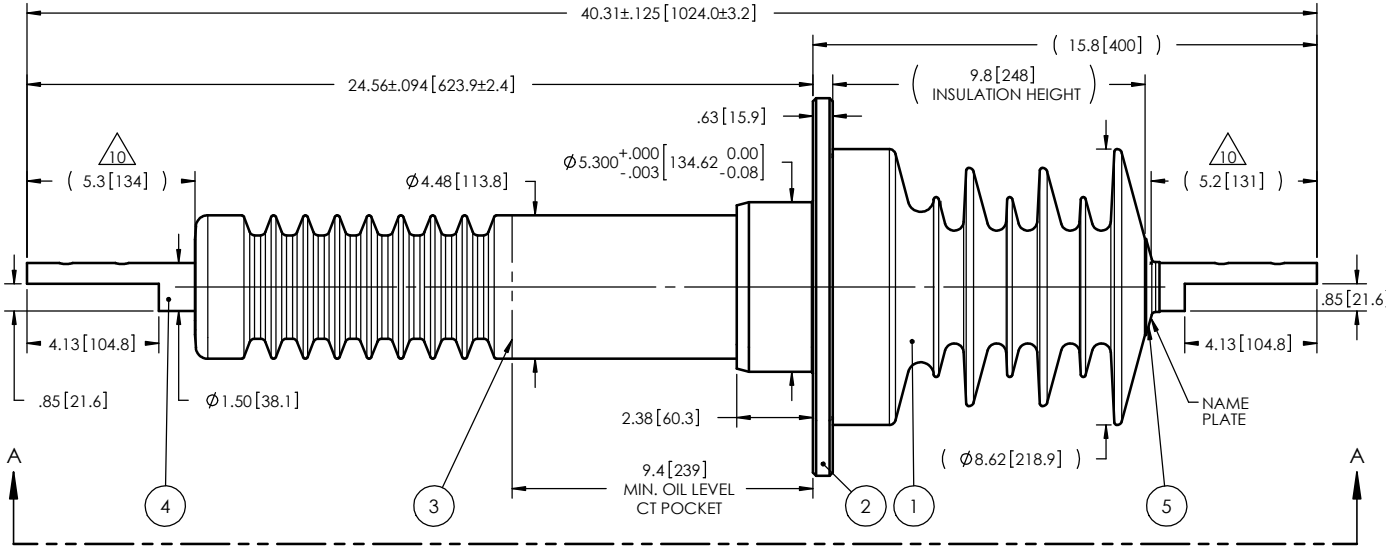 40.31±.125 [1024.0±3.2]
( 15.8 [400] )
24.56±.094 [623.9±2.4]
( 9.8 [248] INSULATION HEIGHT )
.63 [15.9]
10
( 5.3 [134] )
Ø 4.48 [113.8]
Ø 5.300 +.000 -.003 [134.62 0.00 -0.08]
10
( 5.2 [131] )
.85 [21.6]
4.13 [104.8]
4.13 [104.8]
.85 [21.6]
Ø 1.50 [38.1]
2.38 [60.3]
NAME
PLATE
( Ø8.62 [218.9] )
A
A
9.4 [239]
MIN. OIL LEVEL
CT POCKET
4
3
2
1
5